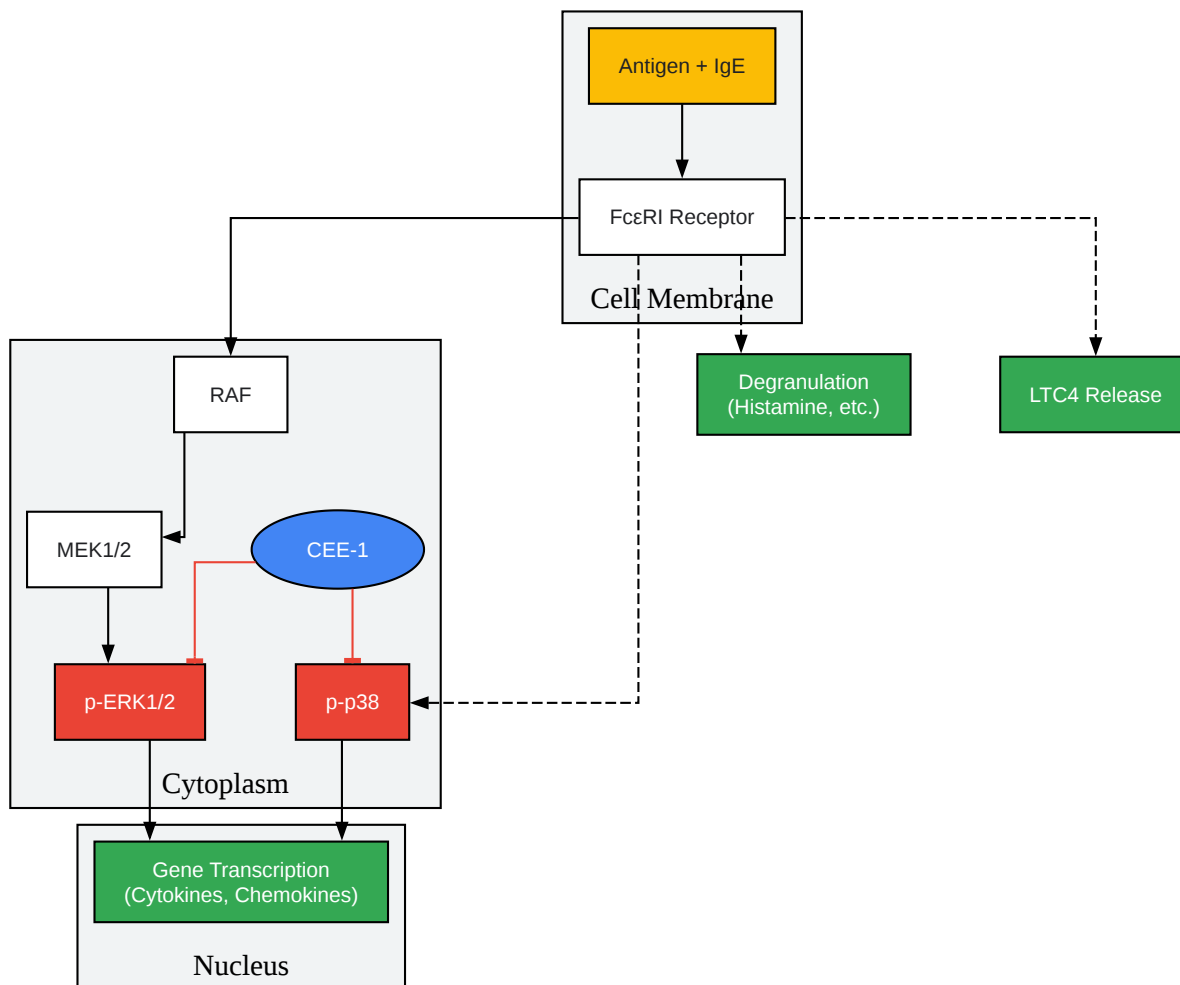 Antigen + IgE
FcεRI Receptor
Cell Membrane
RAF
Degranulation
(Histamine, etc.)
LTC4 Release
MEK1/2
CEE-1
p-ERK1/2
p-p38
Cytoplasm
Gene Transcription
(Cytokines, Chemokines)
Nucleus